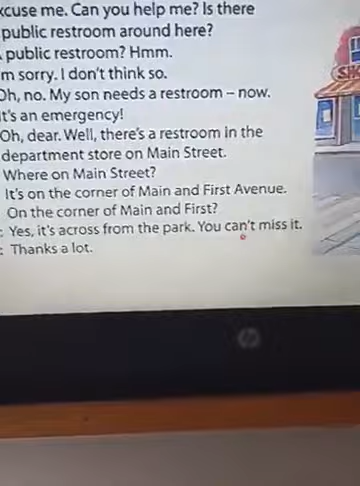 xcuse me. Can you help me? Is there
public restroom around here?
public restroom? Hmm.
m sorry. I don't think so.
Oh, no. My son needs a restroom – now.
t's an emergency!
Oh, dear. Well, there's a restroom in the
department store on Main Street.
Where on Main Street?
It's on the corner of Main and First Avenue.
On the corner of Main and First?
: Yes, it's across from the park. You can't miss it.
: Thanks a lot.
hp